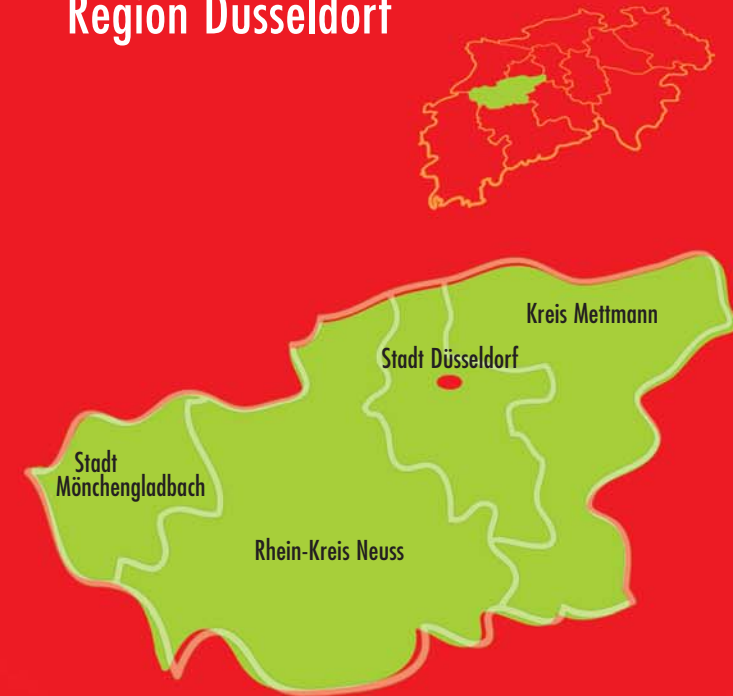 Region Düsseldorf
Kreis Mettmann
Stadt Düsseldorf
Stadt
Mönchengladbach
Rhein-Kreis Neuss